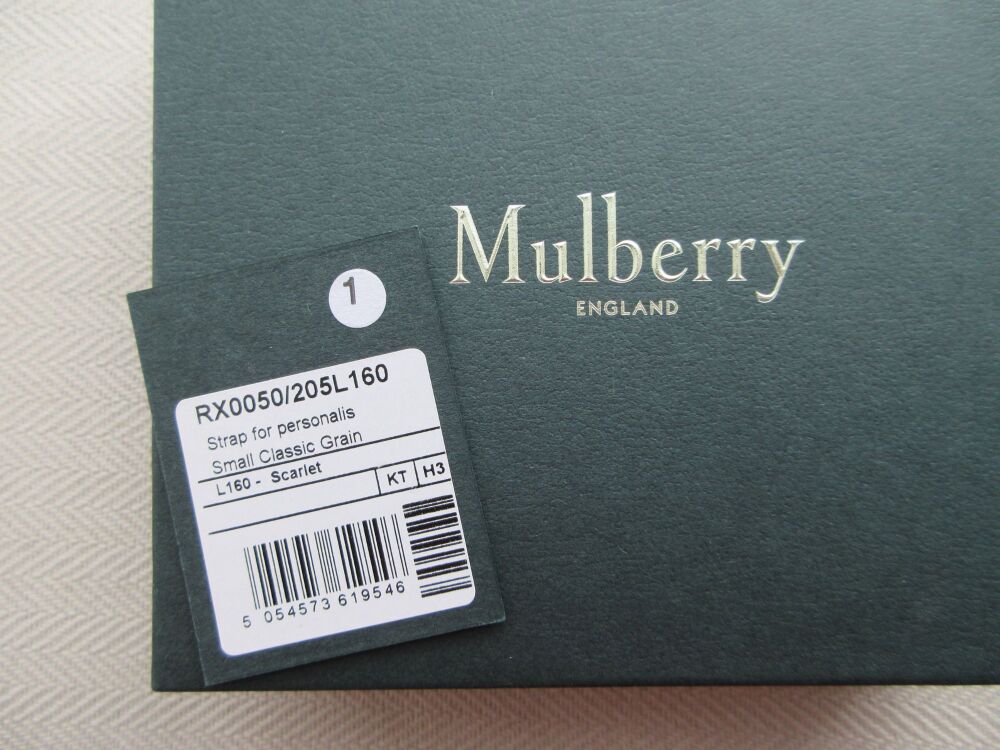 Mulberry
ENGLAND
1
RX0050/205L160
Strap for personalis
Small Classic Grain
L160 - Scarlet
KT
H3
5 054573 619546